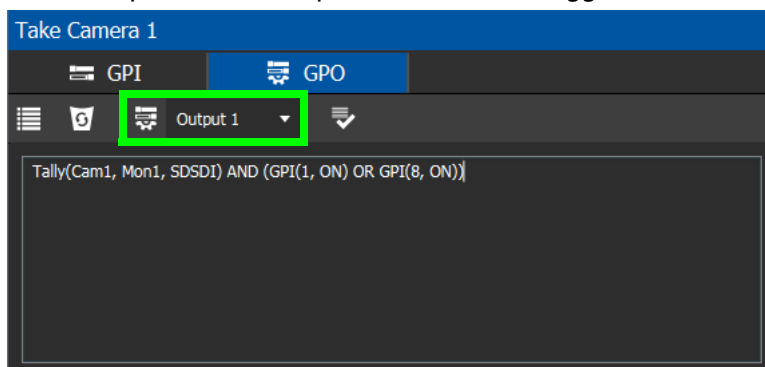 Take Camera 1
GPI GPO
Output 1
Tally(Cam1, Mon1, SDSDI) AND (GPI(1, ON) OR GPI(8, ON))